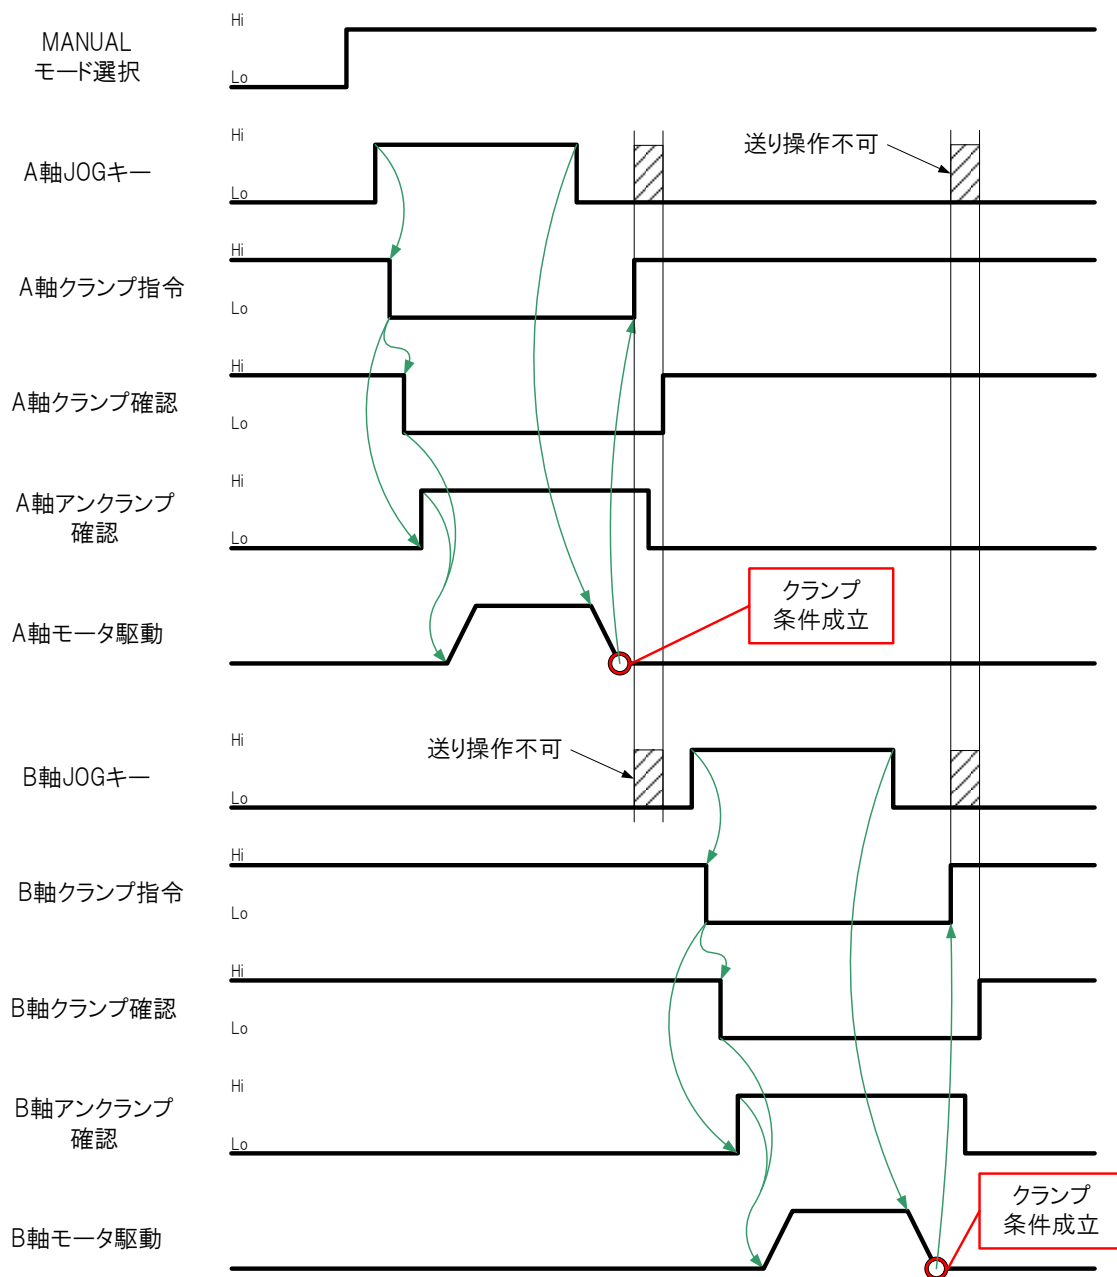 Hi
MANUAL
モード選択
Lo
Hi
送り操作不可
A軸JOGキー
Lo
Hi
A軸クランプ指令
Lo
Hi
A軸クランプ確認
Lo
Hi
A軸アンクランプ
確認
Lo
クランプ
条件成立
A軸モータ駆動
Hi
送り操作不可
B軸JOGキー
Lo
Hi
B軸クランプ指令
Lo
Hi
B軸クランプ確認
Lo
Hi
B軸アンクランプ
確認
Lo
クランプ
条件成立
B軸モータ駆動